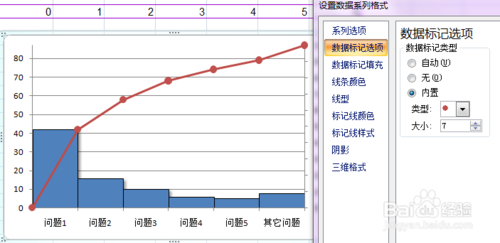 0 1 2 3 4 5
设置数据系列格式
80
70
60
50
40
30
20
10
0
问题1 问题2 问题3 问题4 问题5 其它问题
系列选项
数据标记选项
数据标记填充
线条颜色
线型
标记线颜色
标记线样式
阴影
三维格式
数据标记选项
数据标记类型
自动(U)
无(O)
内置
类型:
大小: 7
Bai 百度经验